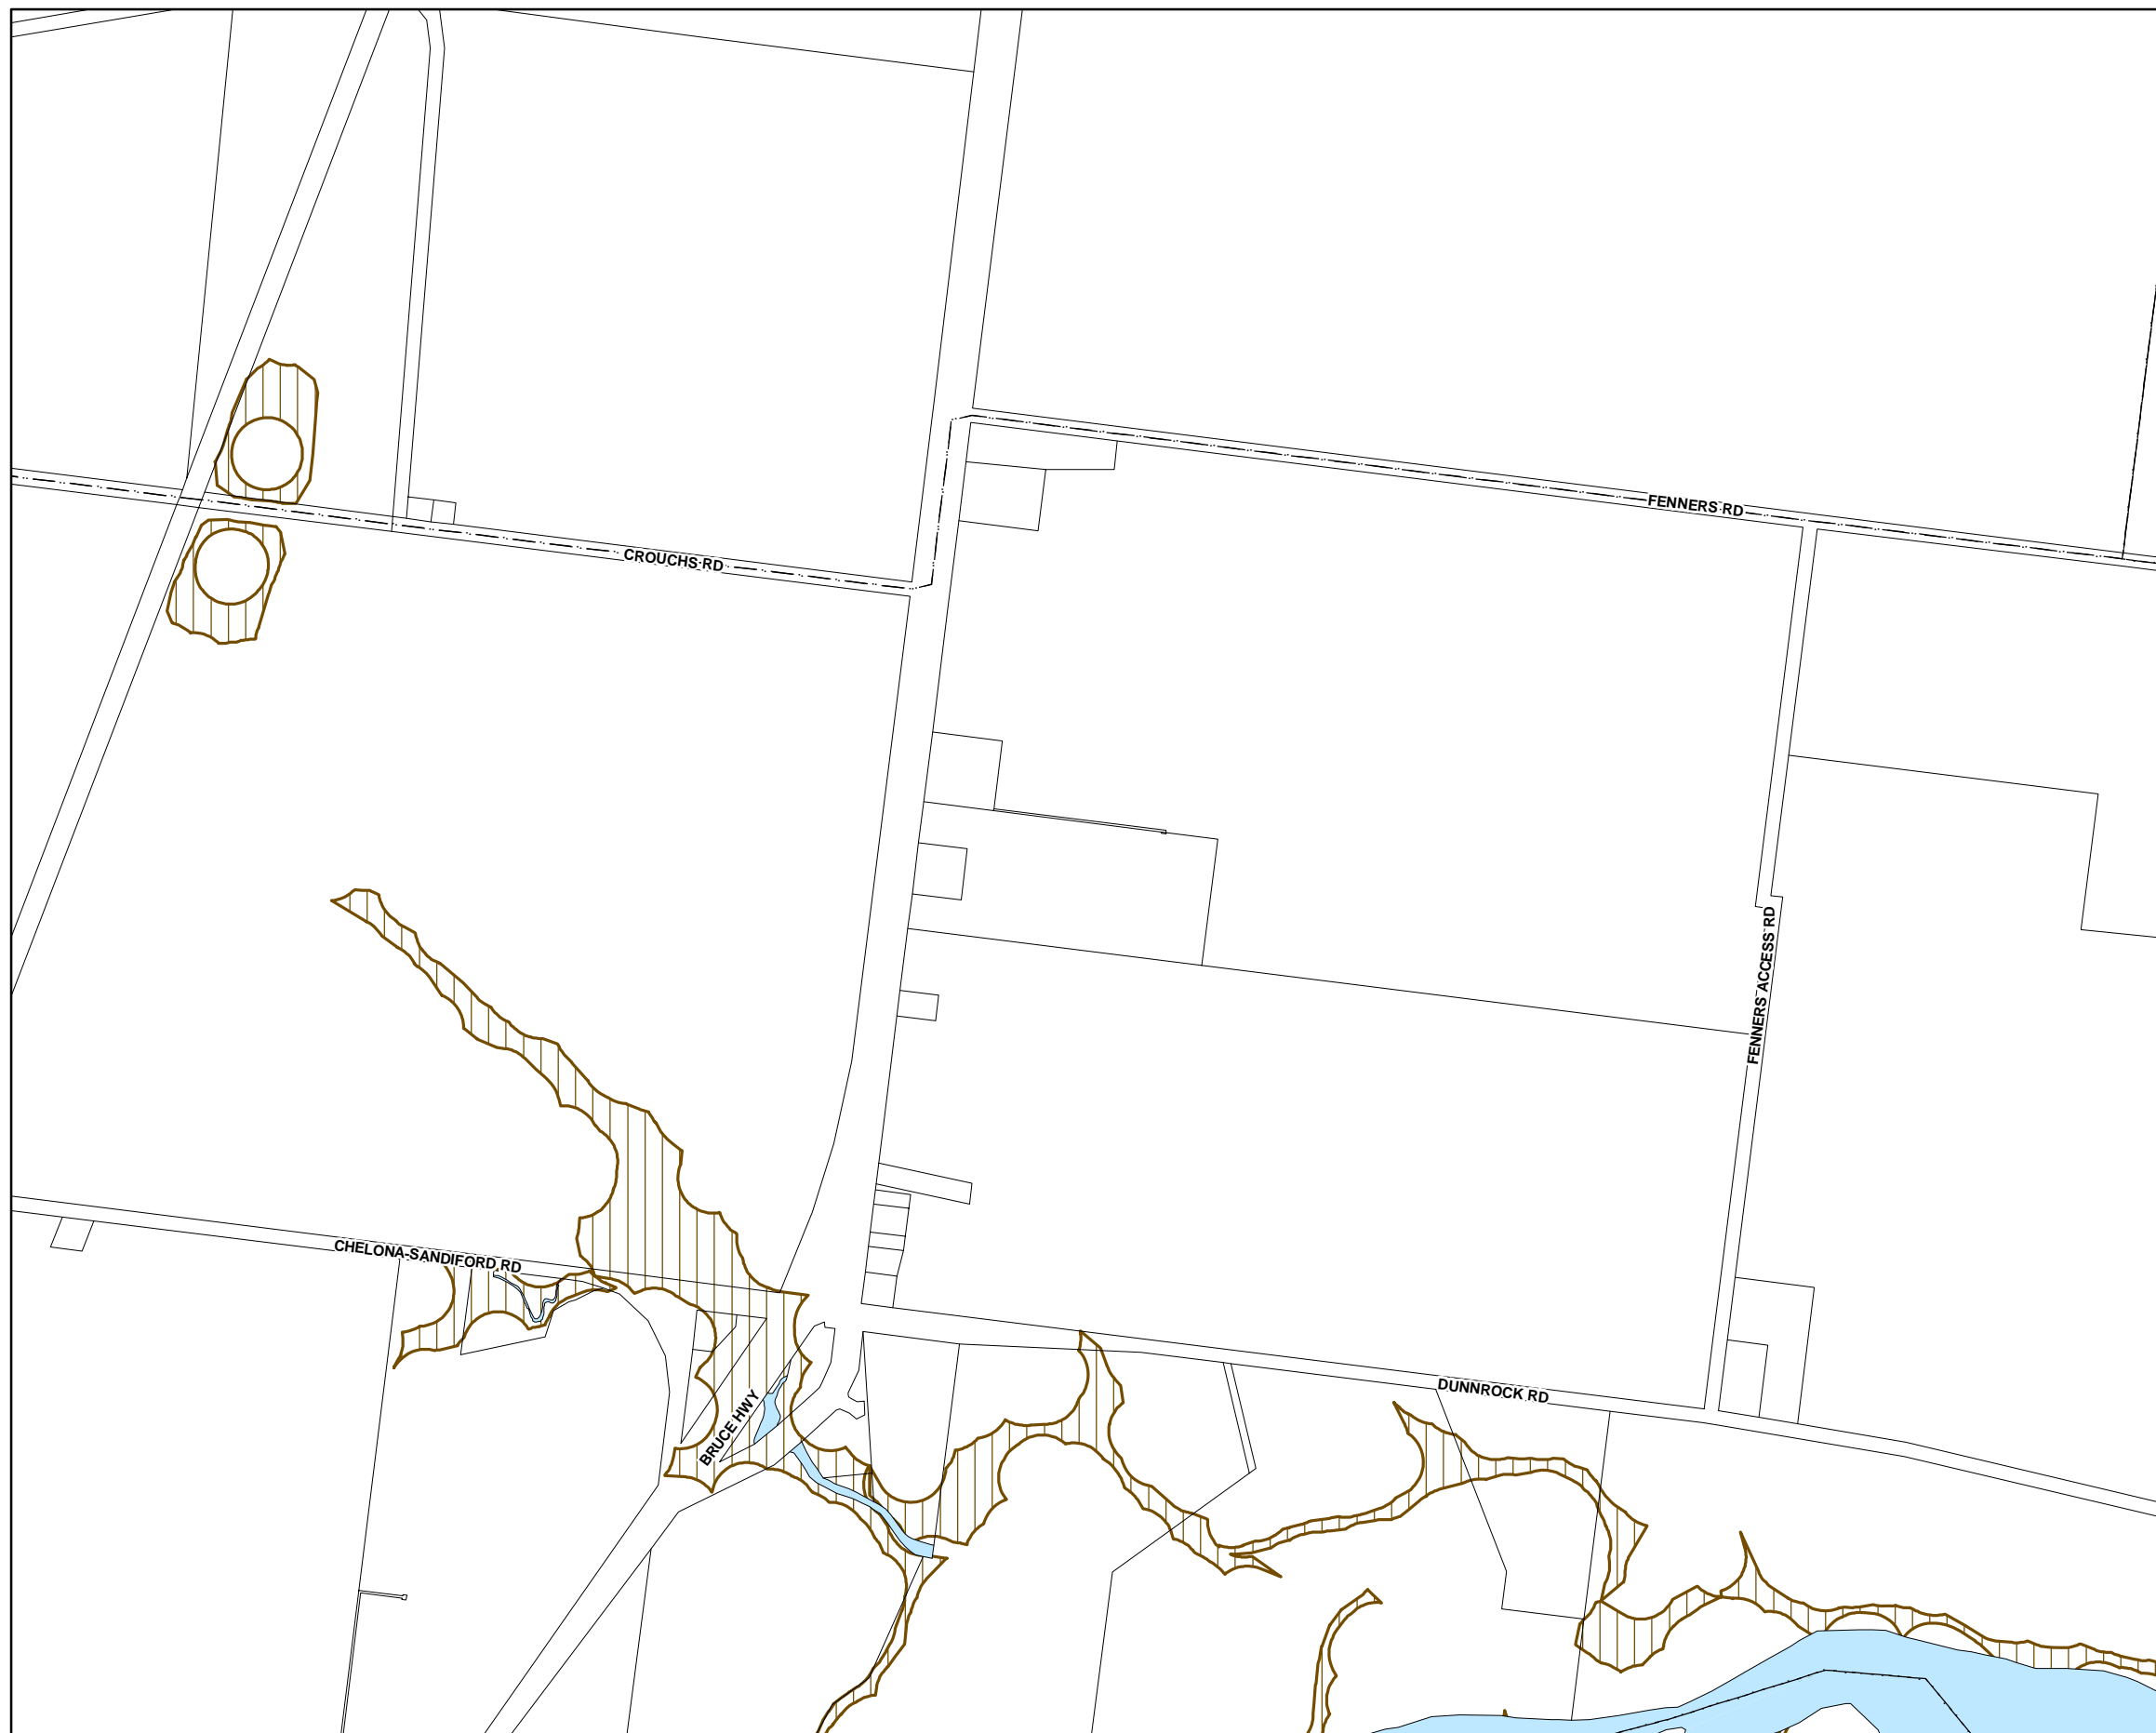 FENNERS RD
CROUCHS RD
FENNERS ACCESS RD
CHELONA-SANDIFORD RD
DUNNROCK RD
BRUCE HWY